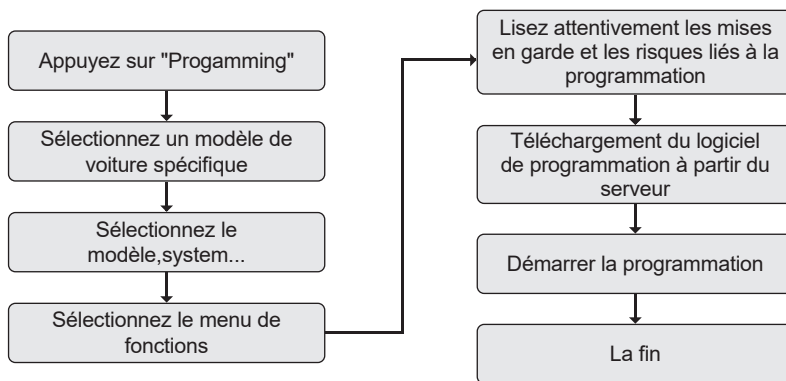 Appuyez sur "Progamming"
Sélectionnez un modèle de
voiture spécifique
Sélectionnez le
modèle,system...
Sélectionnez le menu de
fonctions
Lisez attentivement les mises
en garde et les risques liés à la
programmation
Téléchargement du logiciel
de programmation à partir du
serveur
Démarrer la programmation
La fin